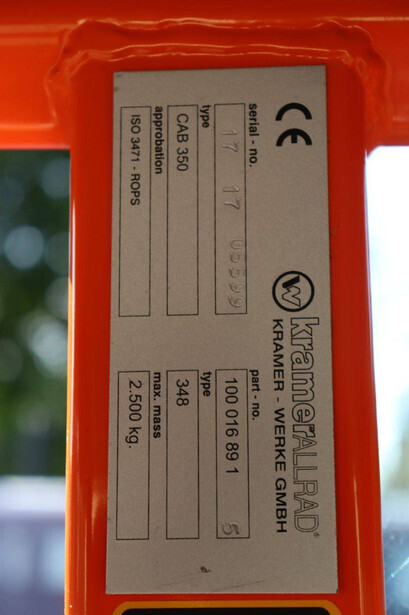 CE
W kramerALLRAD®
KRAMER - WERKE GMBH
serial - no.
17 17 05599
part - no.
100 016 89 1 5
type
CAB 350
type
348
approbation
ISO 3471 - ROPS
max. mass
2.500 kg.